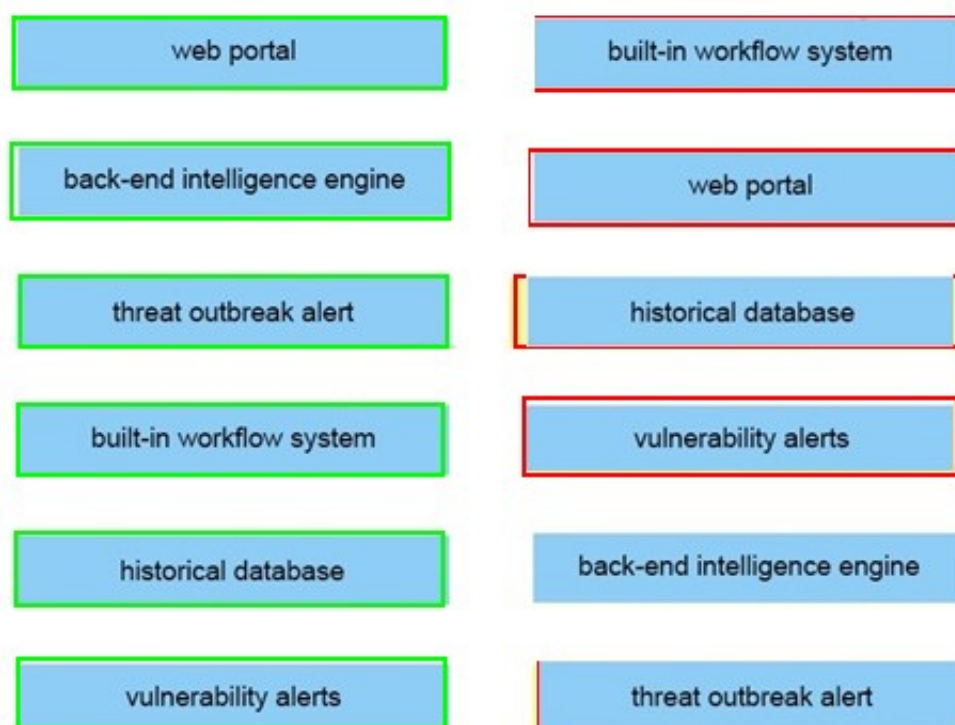 web portal
built-in workflow system
back-end intelligence engine
web portal
threat outbreak alert
historical database
built-in workflow system
vulnerability alerts
historical database
back-end intelligence engine
vulnerability alerts
threat outbreak alert